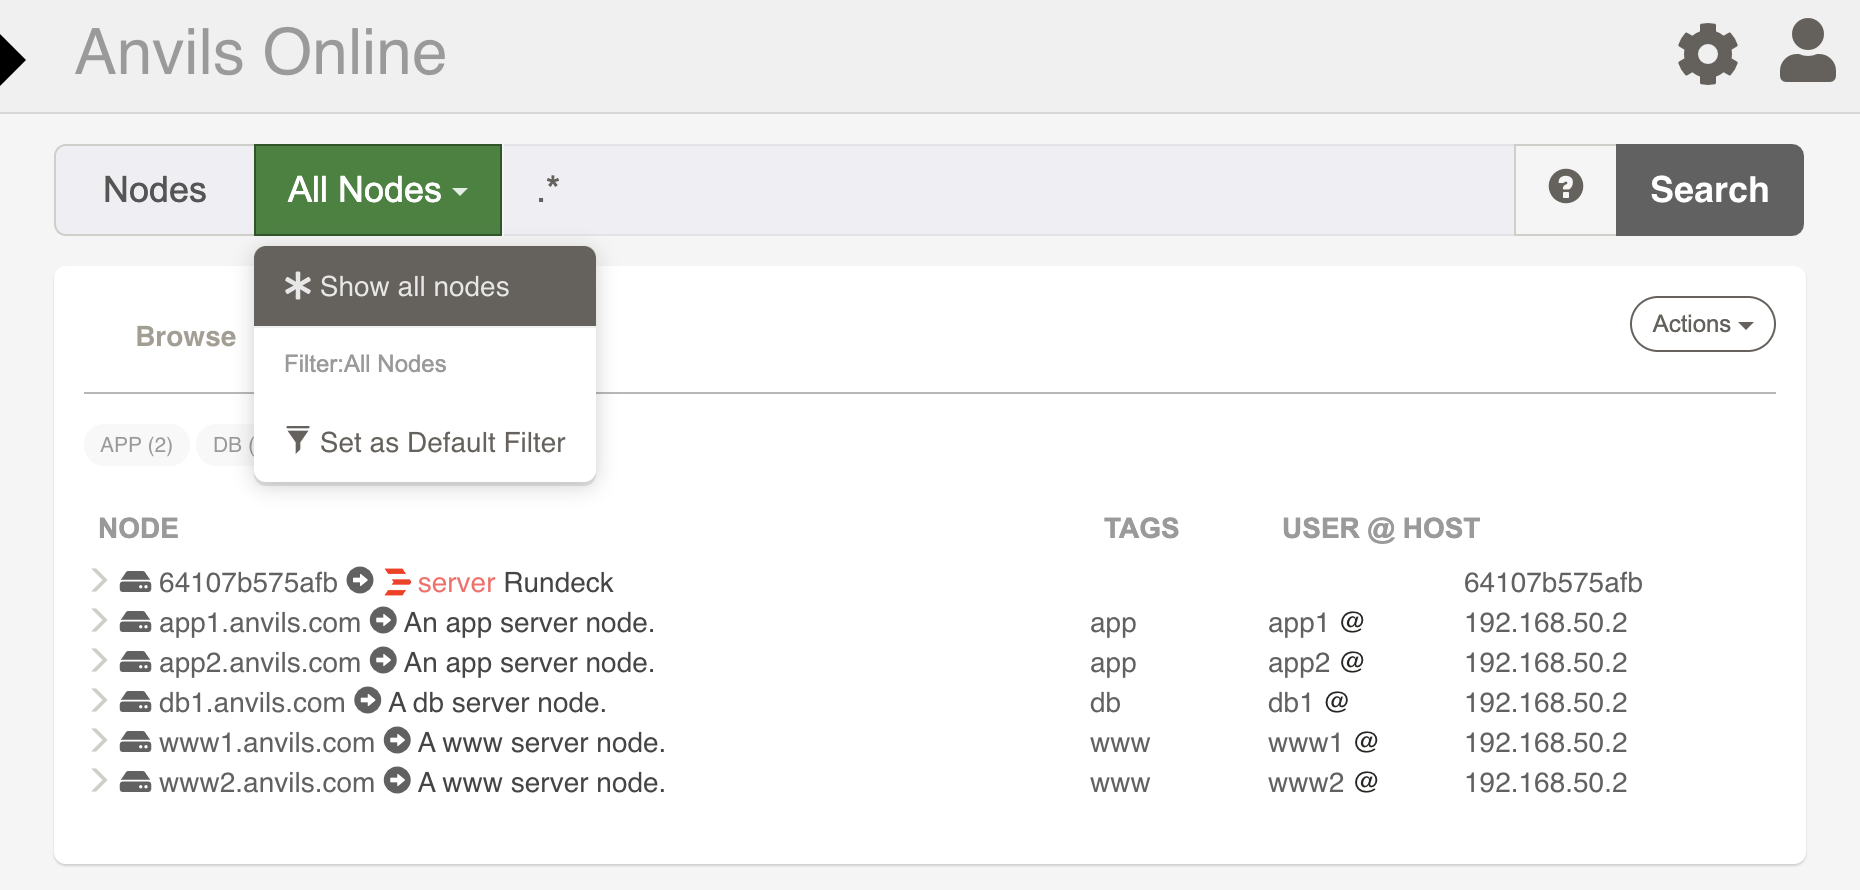 Anvils Online
Nodes All Nodes .* Search
Show all nodes
Browse Filter:All Nodes Actions
Set as Default Filter
APP (2) DB (
NODE TAGS USER @ HOST
64107b575afb server Rundeck 64107b575afb
app1.anvils.com An app server node. app app1 @ 192.168.50.2
app2.anvils.com An app server node. app app2 @ 192.168.50.2
db1.anvils.com A db server node. db db1 @ 192.168.50.2
www1.anvils.com A www server node. www www1 @ 192.168.50.2
www2.anvils.com A www server node. www www2 @ 192.168.50.2